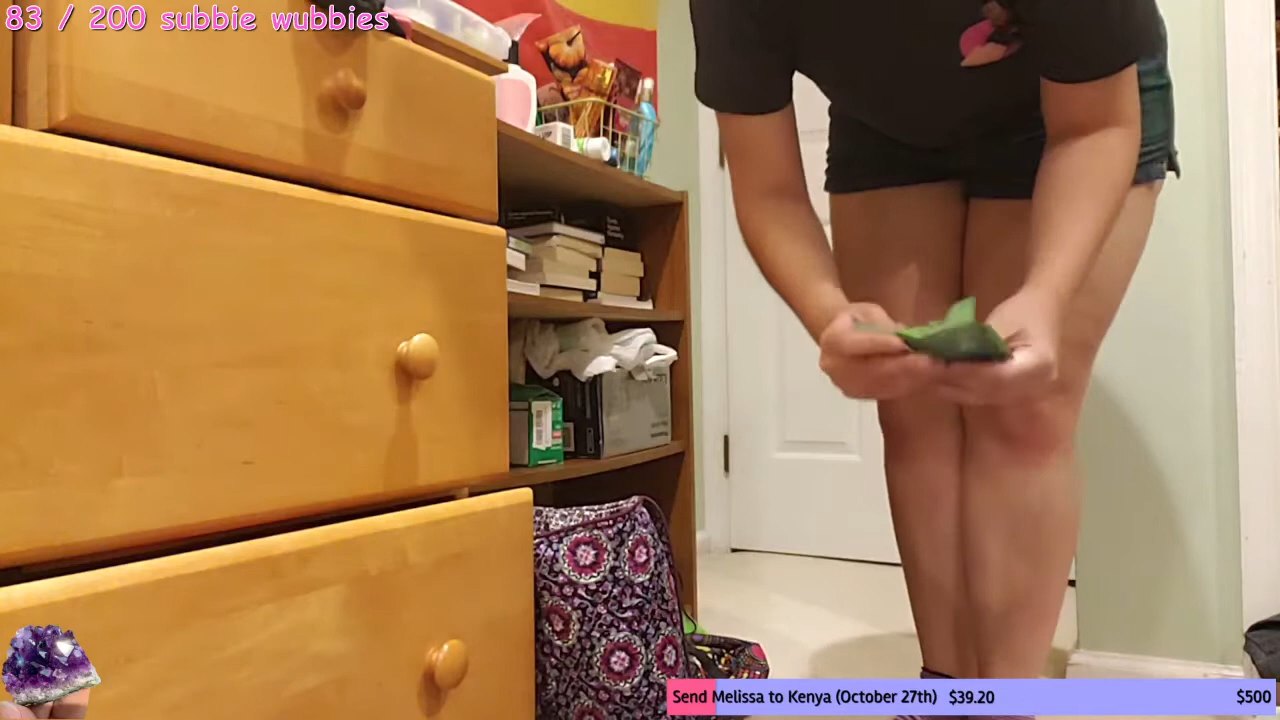 83 / 200 subbie wubbies
Send Melissa to Kenya (October 27th) $39.20 $500